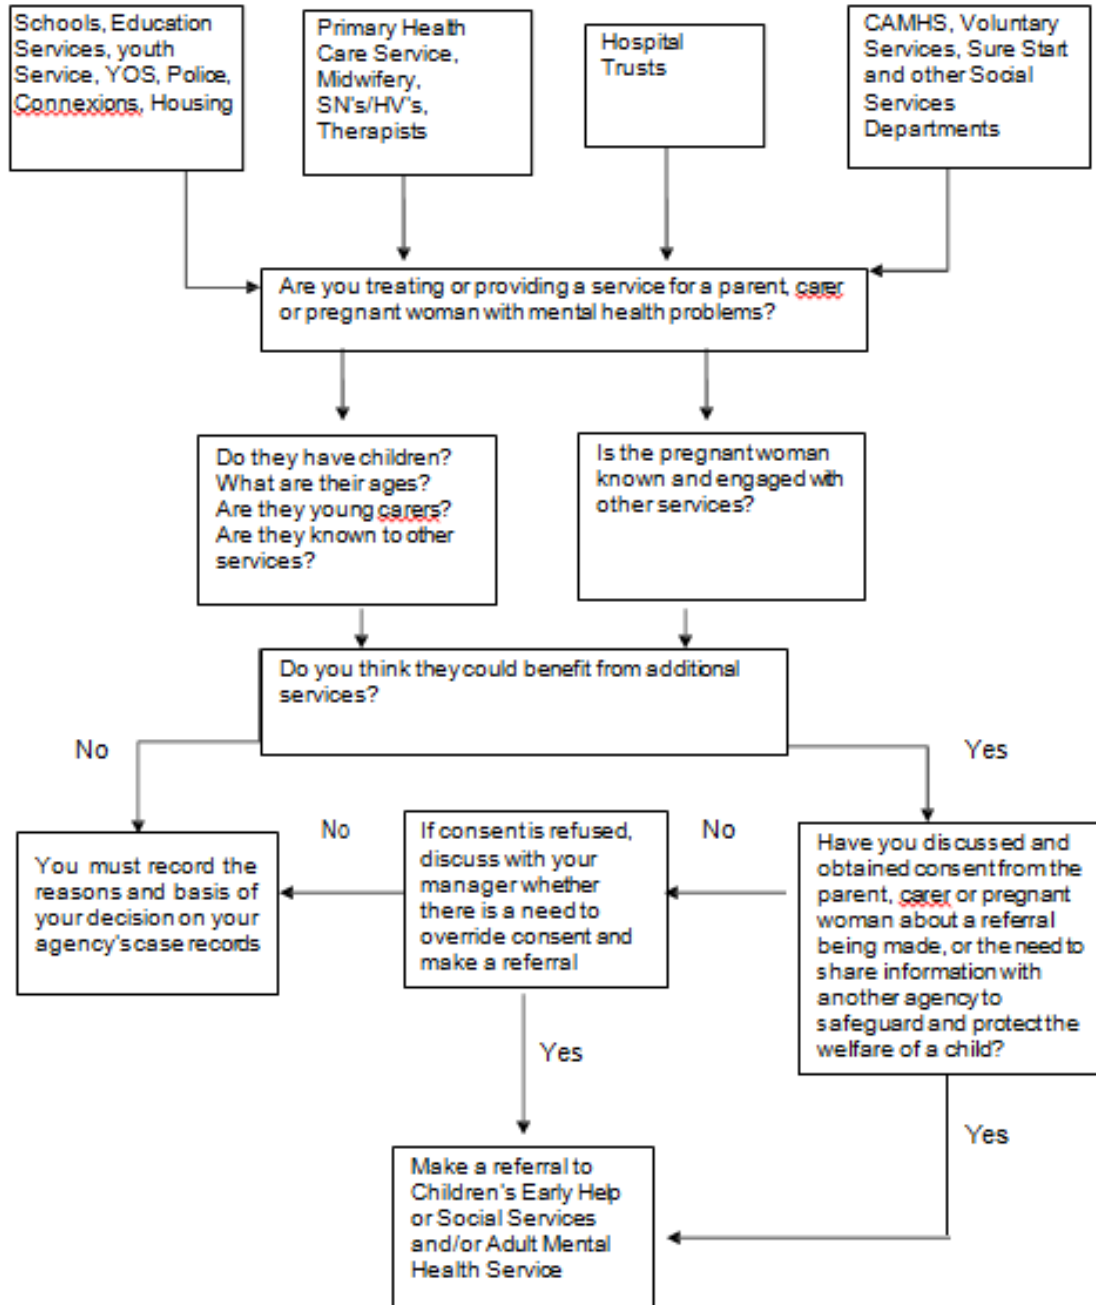 Schools, Education
Services, youth
Service, YOS, Police,
Connexions, Housing
Primary Health
Care Service,
Midwifery,
SN's/HV's,
Therapists
Hospital
Trusts
CAMHS, Voluntary
Services, Sure Start
and other Social
Services
Departments
Are you treating or providing a service for a parent, carer
or pregnant woman with mental health problems?
Do they have children?
What are their ages?
Are they young carers?
Are they known to other
services?
Is the pregnant woman
known and engaged with
other services?
Do you think they could benefit from additional
services?
No
Yes
You must record the
reasons and basis of
your decision on your
agency's case records
No
If consent is refused,
discuss with your
manager whether
there is a need to
override consent and
make a referral
No
Have you discussed and
obtained consent from the
parent, carer or pregnant
woman about a referral
being made, or the need to
share information with
another agency to
safeguard and protect the
welfare of a child?
Yes
Yes
Make a referral to
Children's Early Help
or Social Services
and/or Adult Mental
Health Service